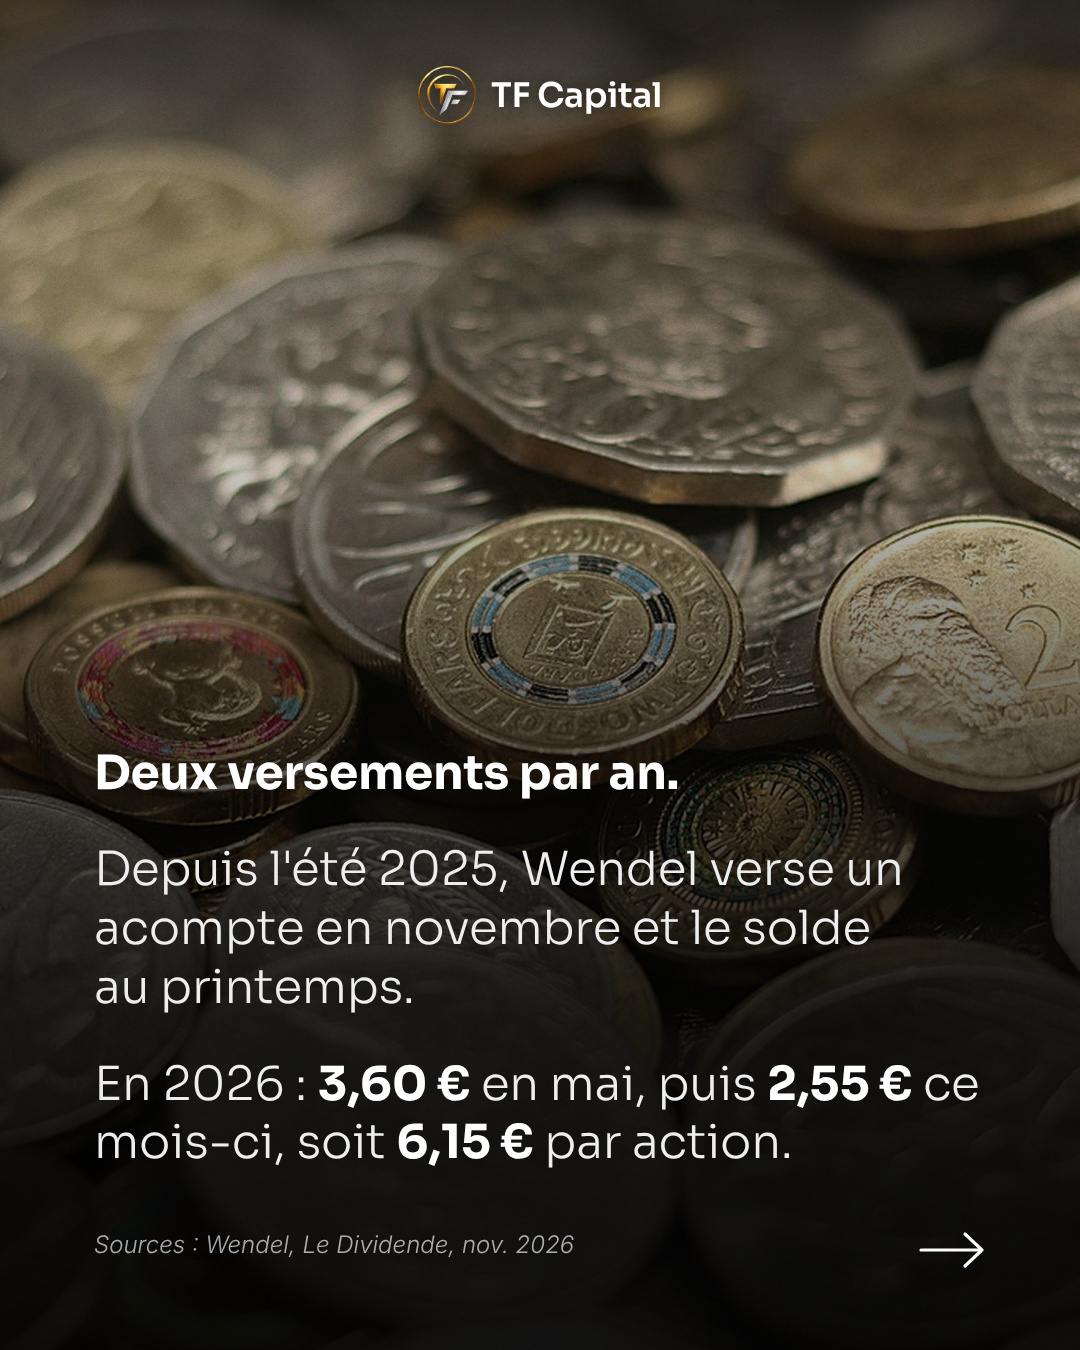 TF Capital
Deux versements par an.
Depuis l'été 2025, Wendel verse un
acompte en novembre et le solde
au printemps.
En 2026 : 3,60 € en mai, puis 2,55 € ce
mois-ci, soit 6,15 € par action.
Sources : Wendel, Le Dividende, nov. 2026
TF
2